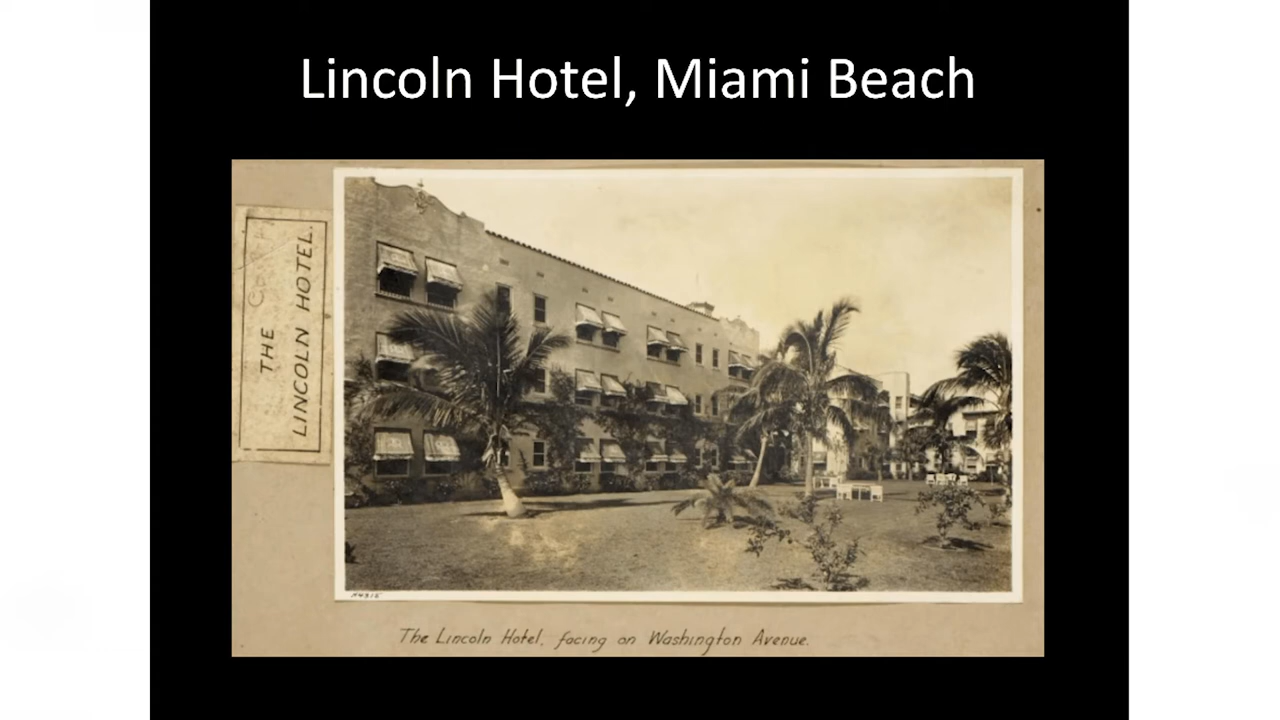 Lincoln Hotel, Miami Beach
THE
LINCOLN HOTEL.
The Lincoln Hotel, facing on Washington Avenue.